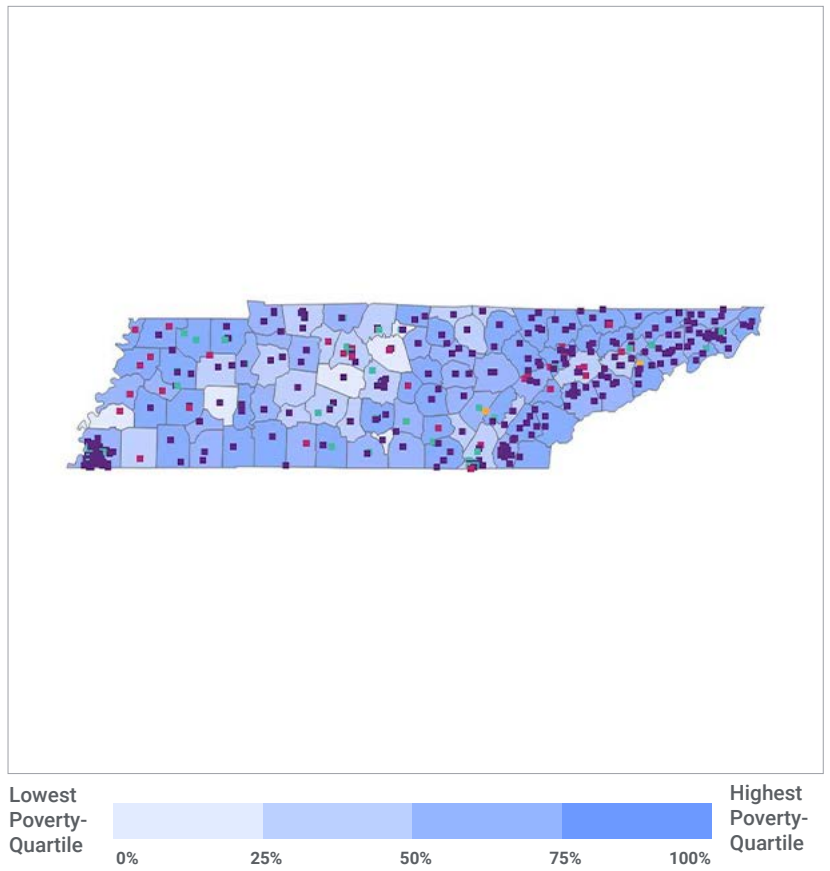 Lowest
Poverty-
Quartile
0%
25%
50%
75%
100%
Highest
Poverty-
Quartile